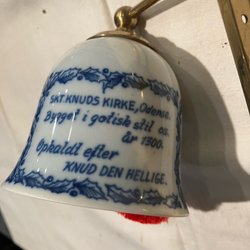 SKT. KNUDS KIRKE, Odense.
Bygget i gotisk stil ca.
år 1300.
Opkaldt efter
KNUD DEN HELLIGE.